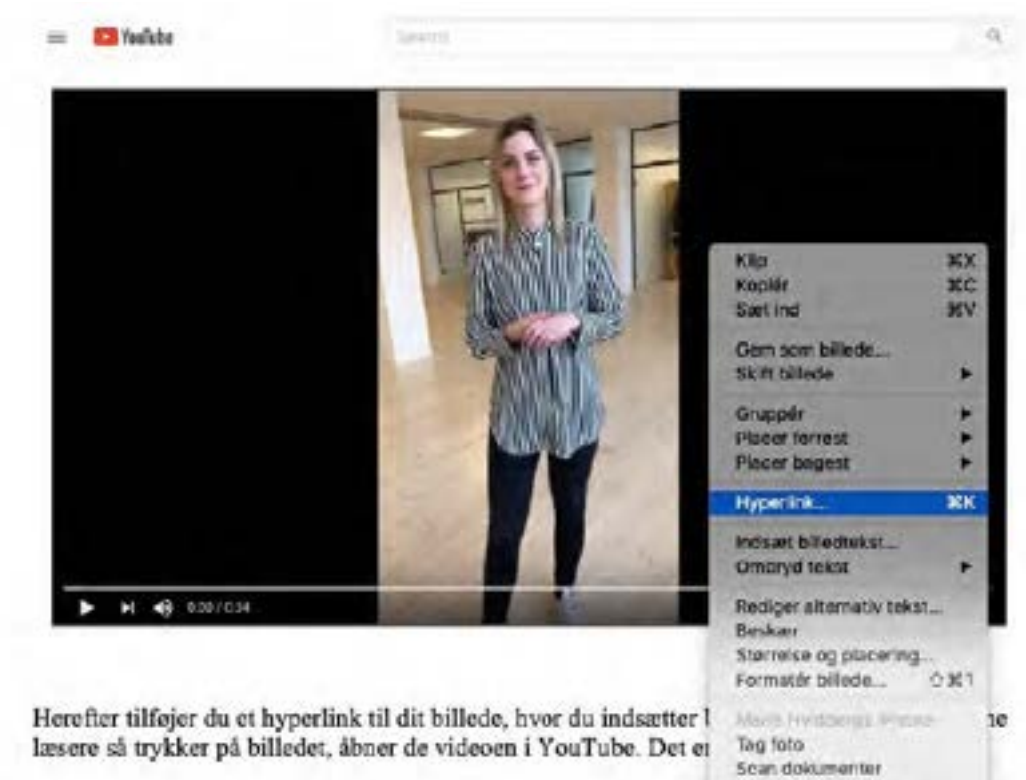 YouTube
Klip ⌘X
Kopiér ⌘C
Sæt ind ⌘V
Gem som billede...
Skift billede
Gruppér
Placer forrest
Placer bagest
Hyperlink... ⌘K
Indsæt billedtekst...
Ombryd tekst
0:00 / 0:34
Rediger alternativ tekst...
Beskær
Størrelse og placering...
Formatér billede... ⇧⌘1
Herefter tilføjer du et hyperlink til dit billede, hvor du indsætter
læsere så trykker på billedet, åbner de videoen i YouTube. Det er
Tag foto
Scan dokumenter